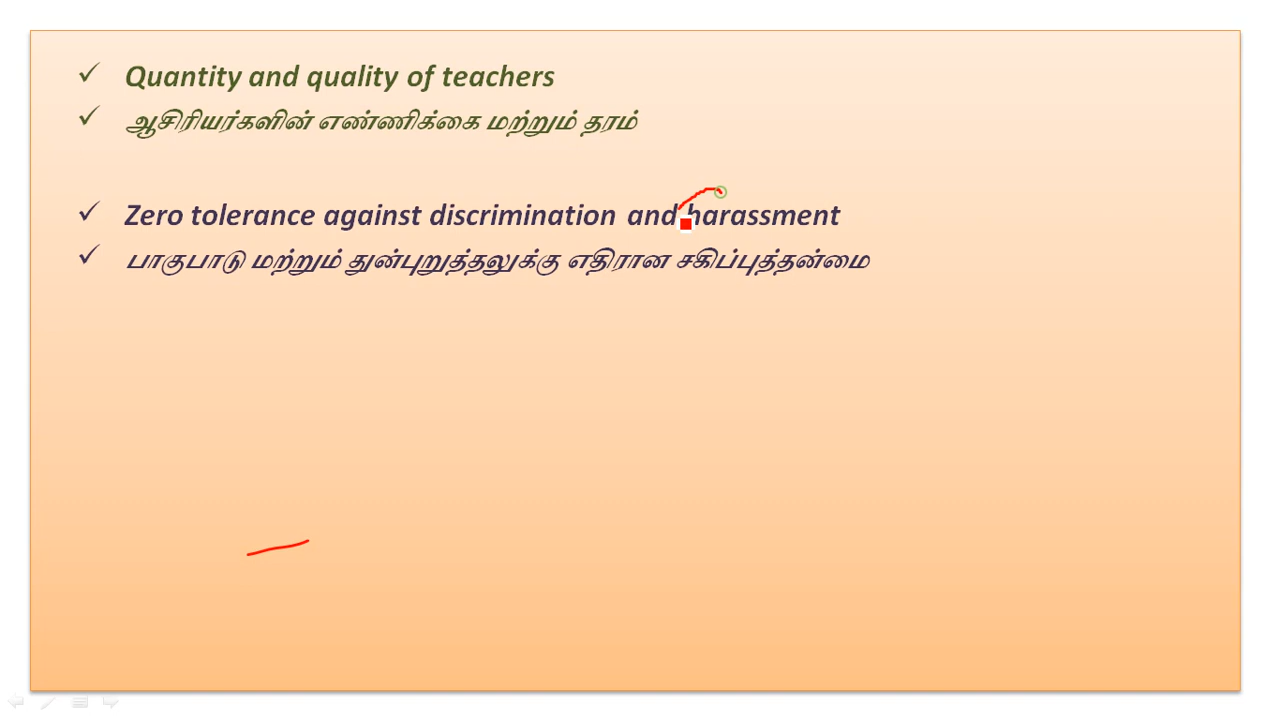 Quantity and quality of teachers
ஆசிரியர்களின் எண்ணிக்கை மற்றும் தரம்
Zero tolerance against discrimination and harassment
பாகுபாடு மற்றும் துன்புறுத்தலுக்கு எதிரான சகிப்புத்தன்மை